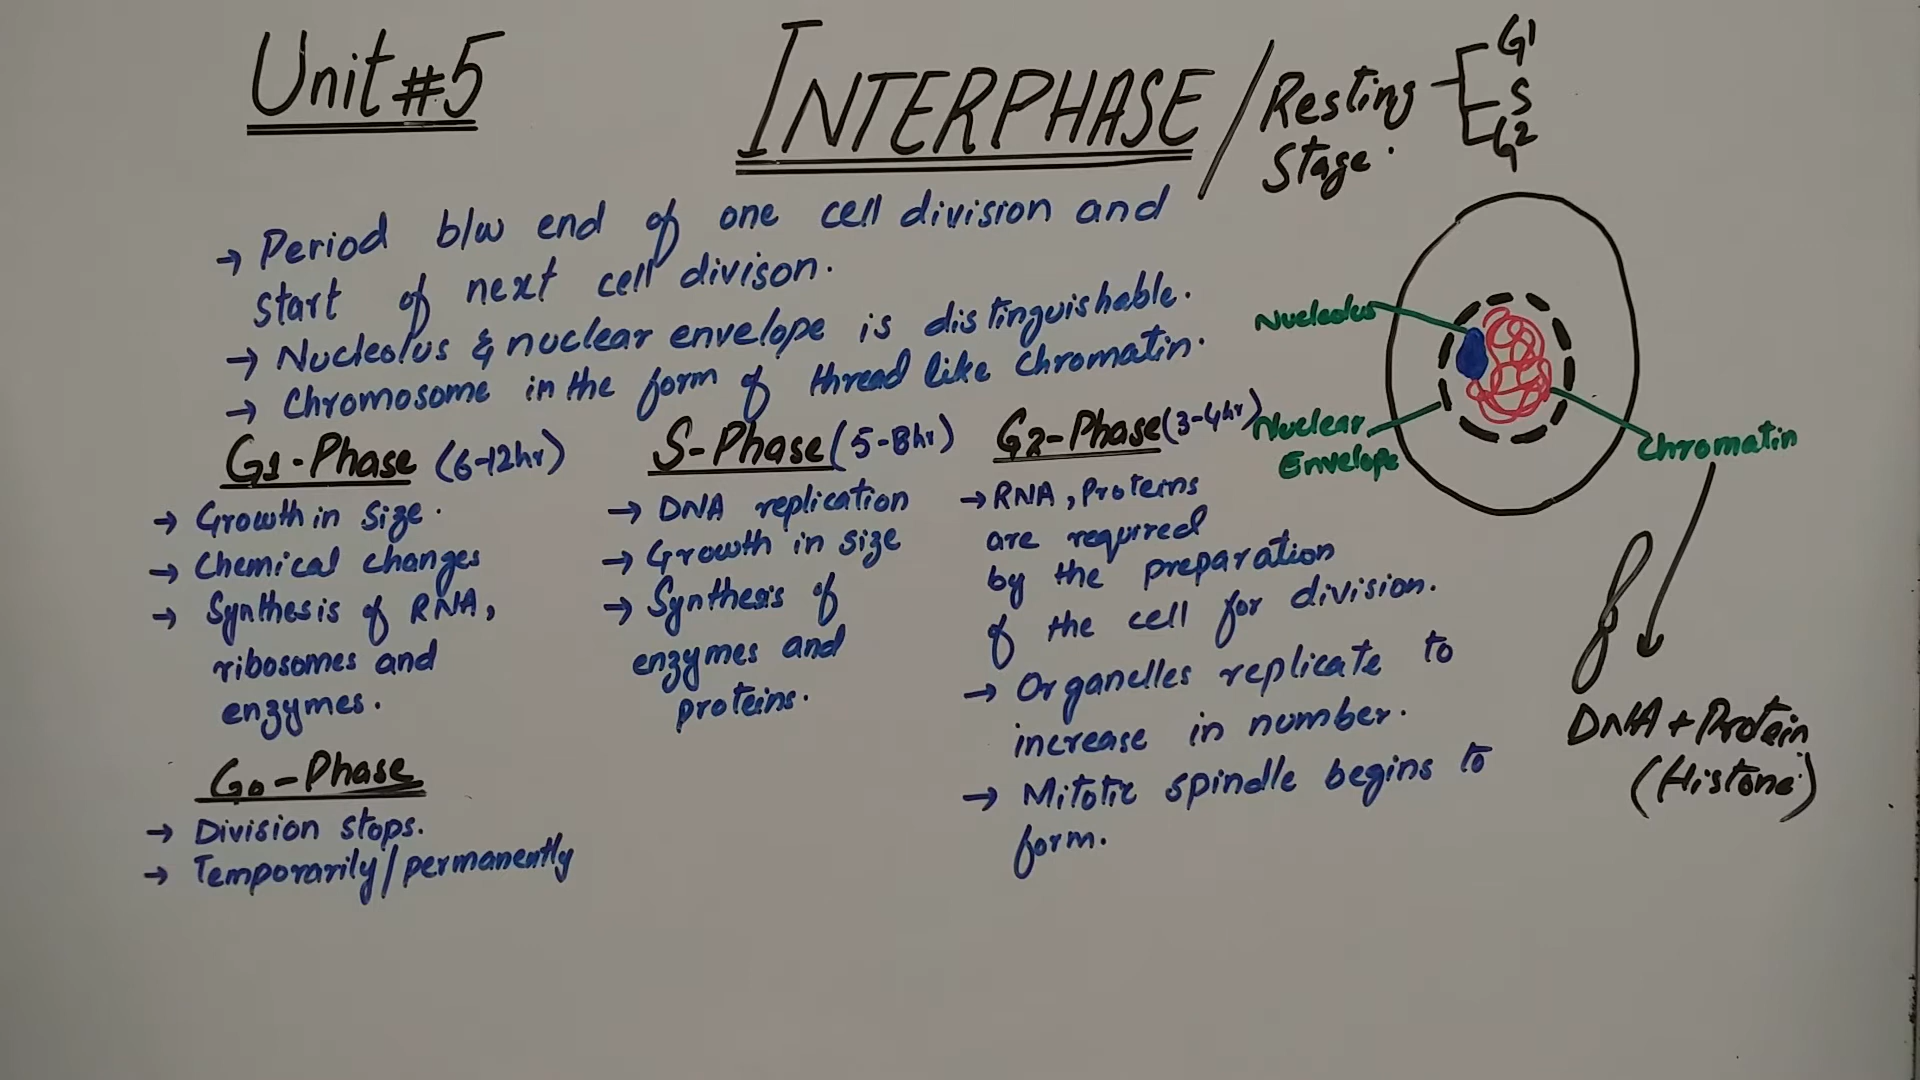 Unit #5
INTERPHASE / Resting
Stage.
G1
S
G2
→ Period b/w end of one cell division and
start of next cell divison.
→ Nucleolus & nuclear envelope is distinguishable.
→ Chromosome in the form of thread like chromatin.
Nucleolus
Nuclear
Envelope
Chromatin
DNA + Protein
(Histone)
G1-Phase (6-12hr)
→ Growth in size.
→ Chemical changes
→ Synthesis of RNA,
ribosomes and
enzymes.
G0-Phase
→ Division stops.
→ Temporarily/permanently
S-Phase (5-8hr)
→ DNA replication
→ Growth in size
→ Synthesis of
enzymes and
proteins.
G2-Phase (3-4hr)
→ RNA, Proteins
are required
by the preparation
of the cell for division.
→ Organelles replicate to
increase in number.
→ Mitotic spindle begins to
form.